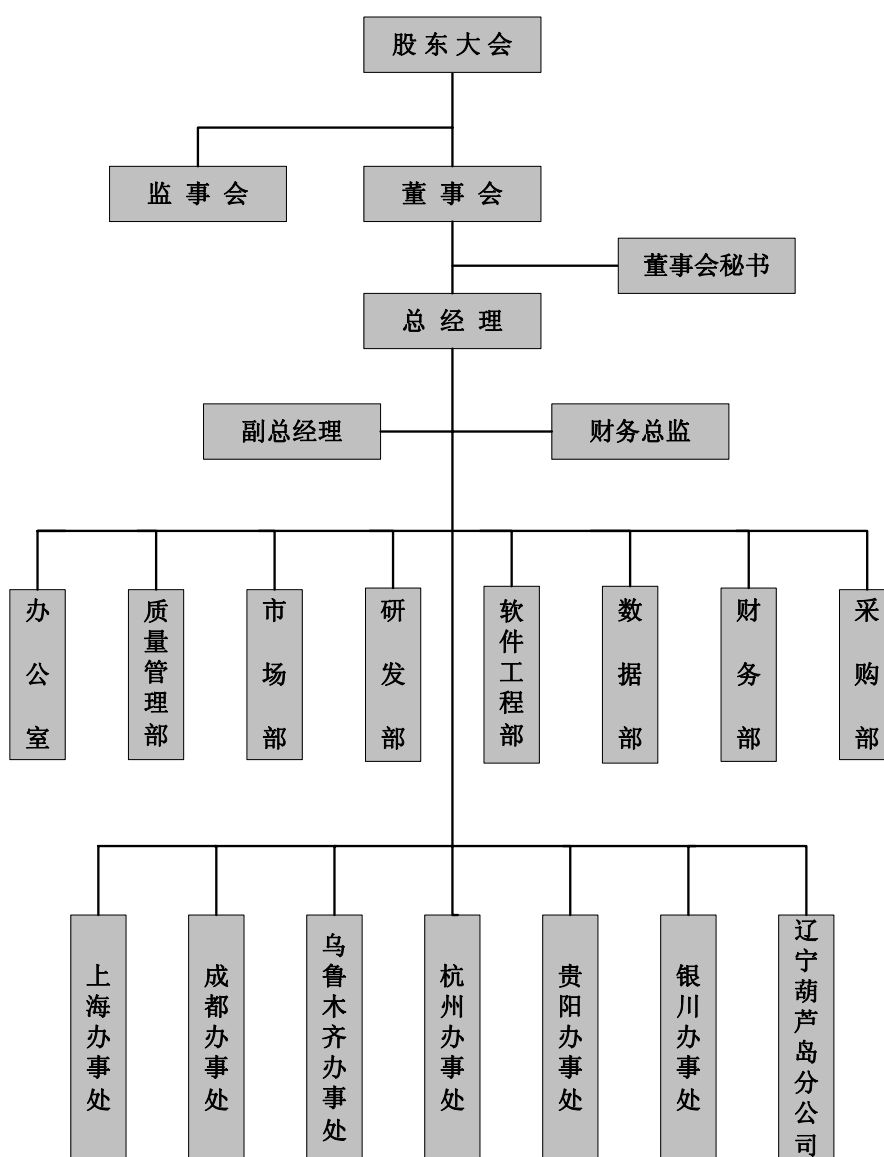 股东大会
监事会
董事会
董事会秘书
总经理
副总经理
财务总监
办公室
质量管理部
市场部
研发部
软件工程部
数据部
财务部
采购部
上海办事处
成都办事处
乌鲁木齐办事处
杭州办事处
贵阳办事处
银川办事处
辽宁葫芦岛分公司